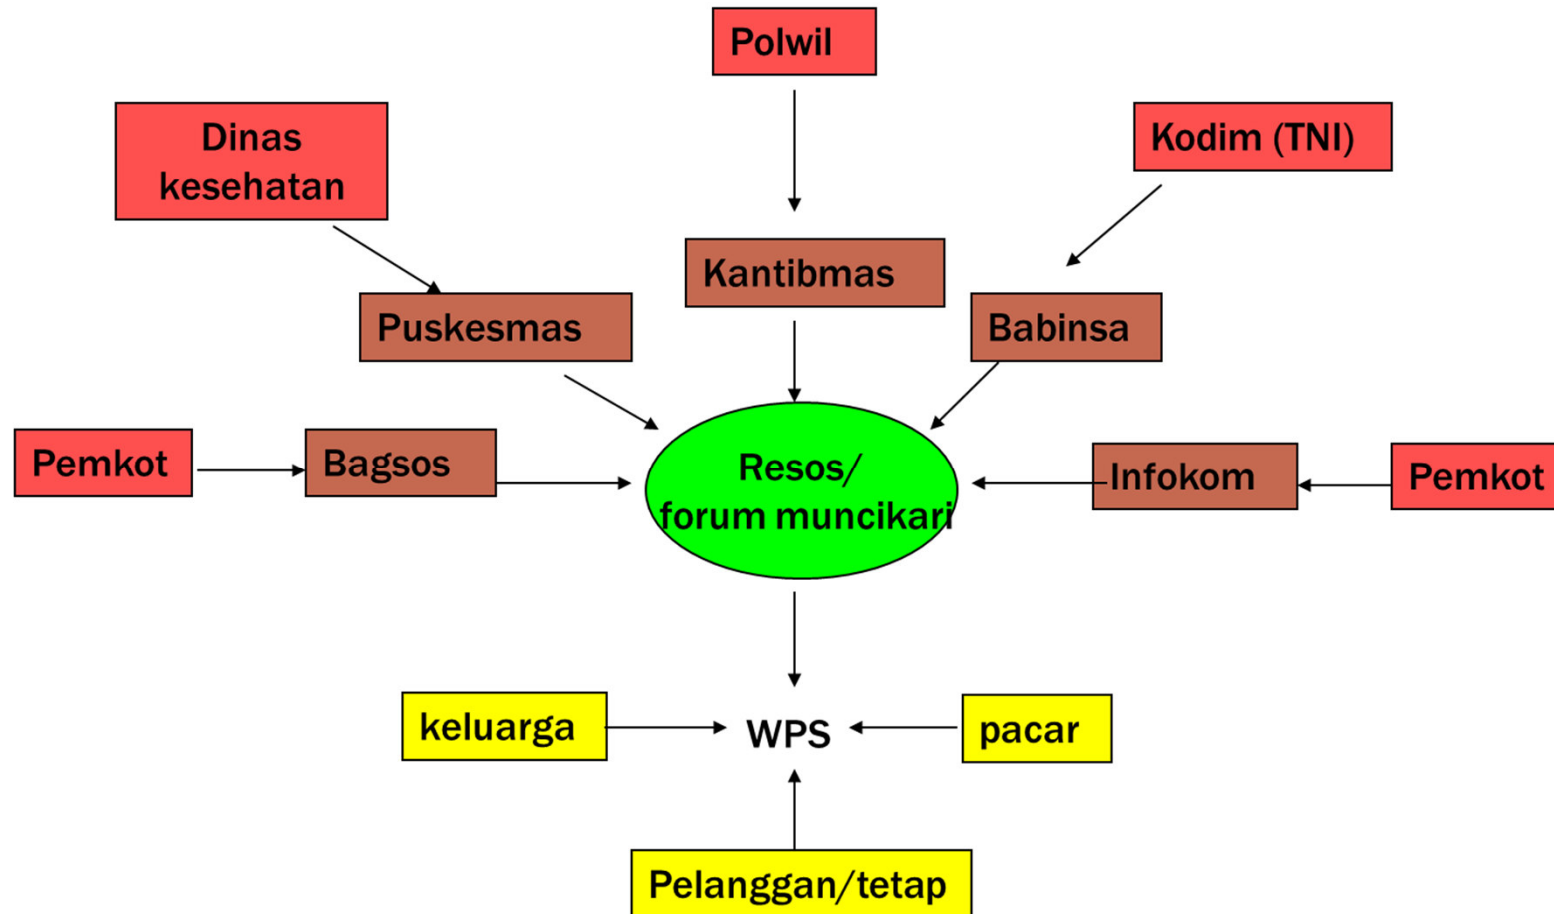 Polwil
Dinas
kesehatan
Kodim (TNI)
Kantibmas
Puskesmas
Babinsa
Pemkot
Bagsos
Resos/
forum muncikari
Infokom
Pemkot
keluarga
WPS
pacar
Pelanggan/tetap